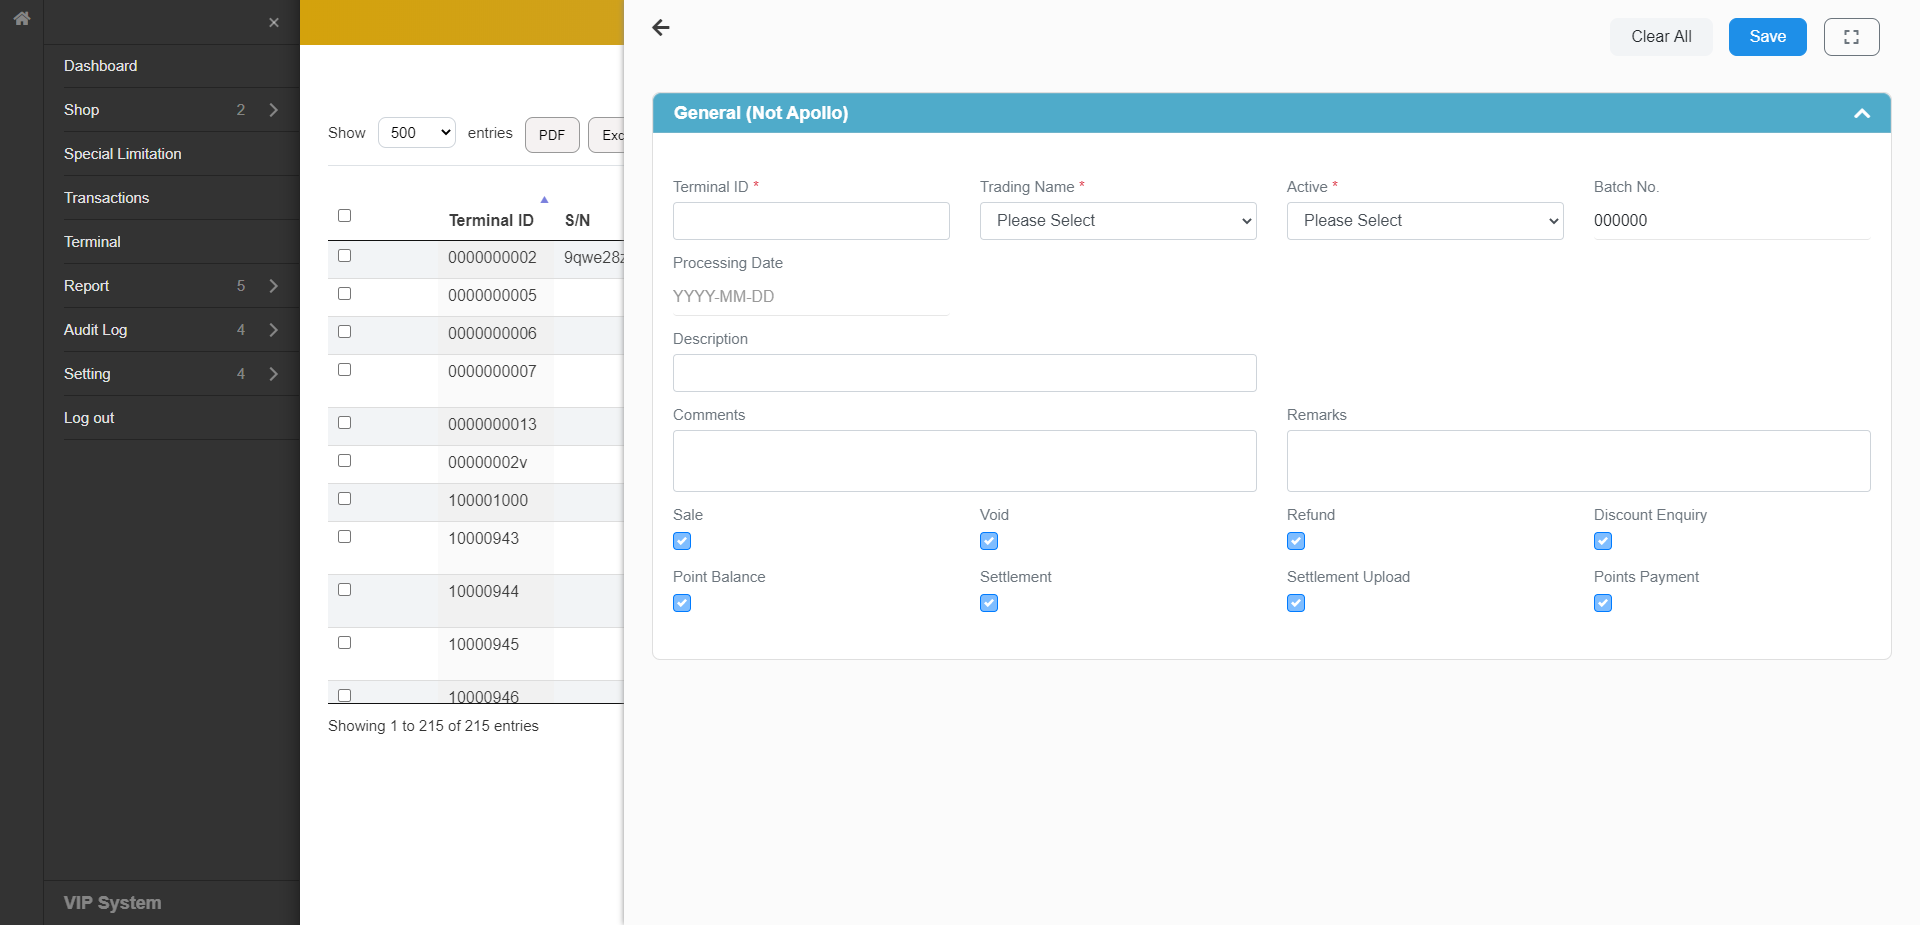 ×
Dashboard
Shop 2
Special Limitation
Transactions
Terminal
Report 5
Audit Log 4
Setting 4
Log out
VIP System
Show 500 entries PDF Exc
Terminal ID S/N
0000000002 9qwe28z
0000000005
0000000006
0000000007
0000000013
00000002v
100001000
10000943
10000944
10000945
10000946
Showing 1 to 215 of 215 entries
Clear All Save
General (Not Apollo)
Terminal ID * Trading Name * Active * Batch No.
Please Select Please Select 000000
Processing Date
YYYY-MM-DD
Description
Comments Remarks
Sale Void Refund Discount Enquiry
Point Balance Settlement Settlement Upload Points Payment